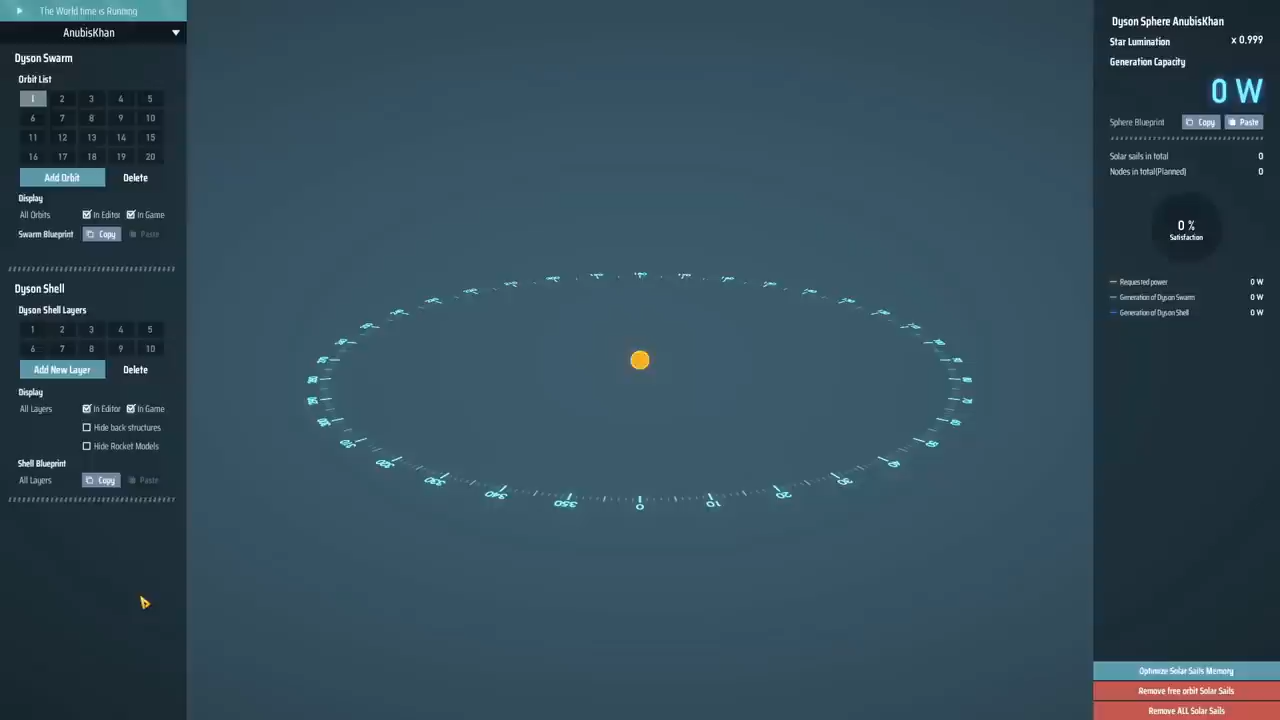 The World time is Running
AnubisKhan
Dyson Swarm
Orbit List
1 2 3 4 5
6 7 8 9 10
11 12 13 14 15
16 17 18 19 20
Add Orbit Delete
Display
All Orbits In Editor In Game
Swarm Blueprint Copy Paste
Dyson Shell
Dyson Shell Layers
1 2 3 4 5
6 7 8 9 10
Add New Layer Delete
Display
All Layers In Editor In Game
Hide back structures
Hide Rocket Models
Shell Blueprint
All Layers Copy Paste
340 350 0 10 20 30
Dyson Sphere AnubisKhan
Star Lumination x 0.999
Generation Capacity
0 W
Sphere Blueprint Copy Paste
Solar sails in total 0
Nodes in total(Planned) 0
0 %
Satisfaction
Requested power 0 W
Generation of Dyson Swarm 0 W
Generation of Dyson Shell 0 W
Optimize Solar Sails Memory
Remove free orbit Solar Sails
Remove ALL Solar Sails